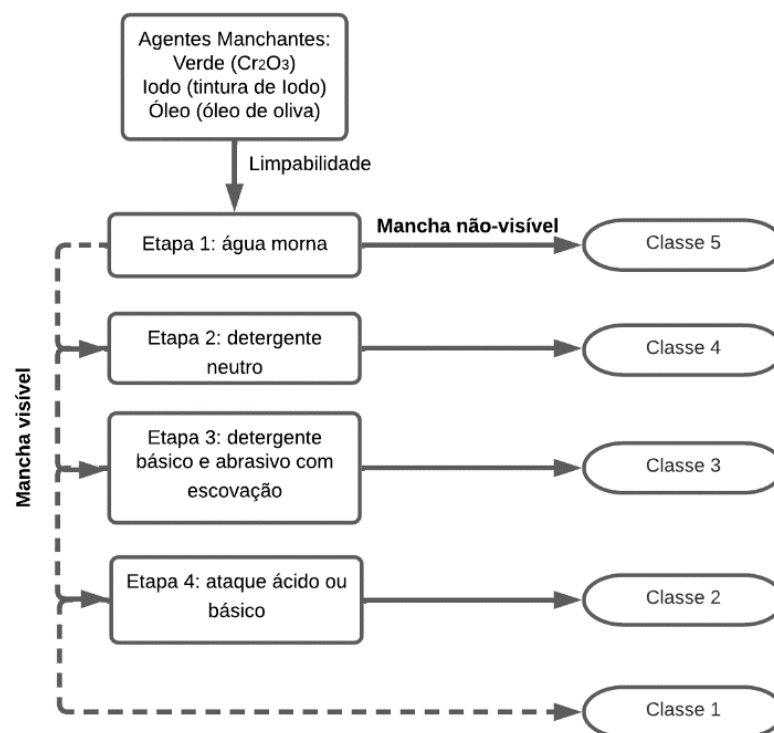 Agentes Manchantes:
Verde (Cr₂O₃)
Iodo (tintura de Iodo)
Óleo (óleo de oliva)
Limpabilidade
Mancha não-visível
Etapa 1: água morna
Classe 5
Etapa 2: detergente
neutro
Classe 4
Mancha visível
Etapa 3: detergente
básico e abrasivo com
escovação
Classe 3
Etapa 4: ataque ácido ou
básico
Classe 2
Classe 1